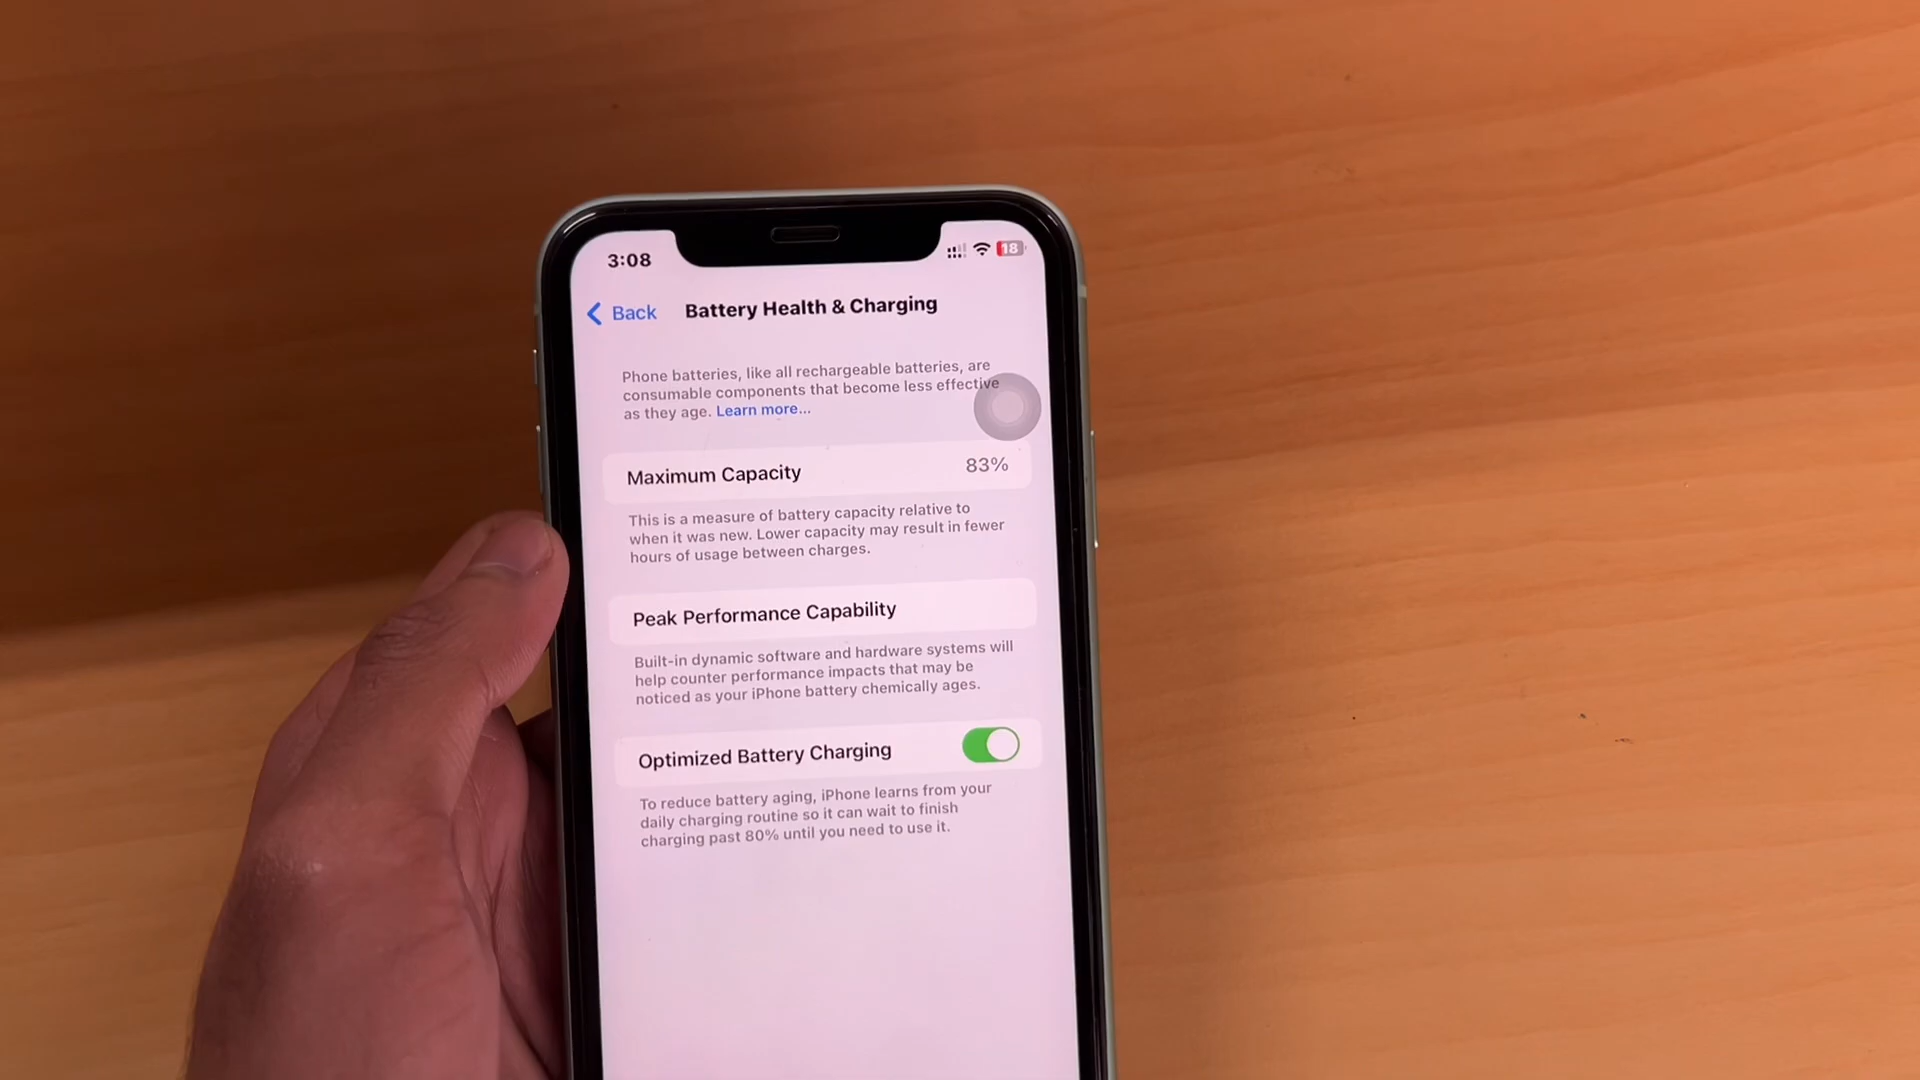 3:08
18
Back
Battery Health & Charging
Phone batteries, like all rechargeable batteries, are
consumable components that become less effective
as they age. Learn more...
Maximum Capacity
83%
This is a measure of battery capacity relative to
when it was new. Lower capacity may result in fewer
hours of usage between charges.
Peak Performance Capability
Built-in dynamic software and hardware systems will
help counter performance impacts that may be
noticed as your iPhone battery chemically ages.
Optimized Battery Charging
To reduce battery aging, iPhone learns from your
daily charging routine so it can wait to finish
charging past 80% until you need to use it.